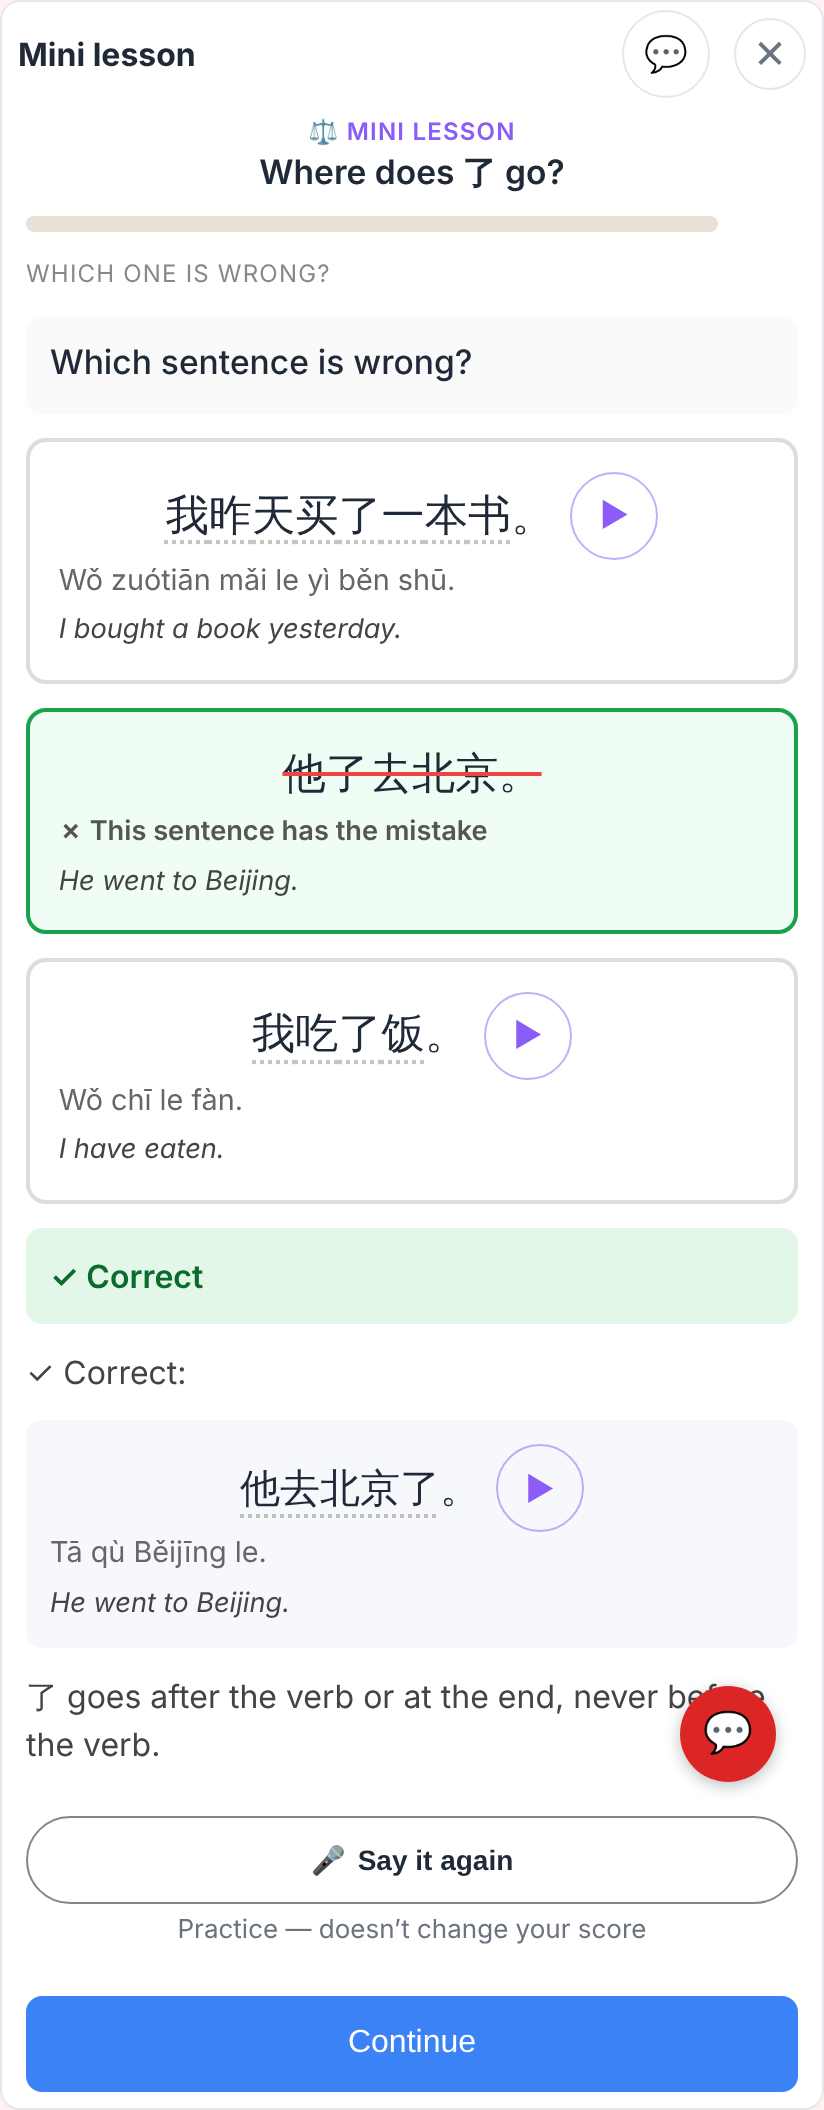 Mini lesson
MINI LESSON
Where does 了 go?
WHICH ONE IS WRONG?
Which sentence is wrong?
我昨天买了一本书。
Wǒ zuótiān mǎi le yì běn shū.
I bought a book yesterday.
他了去北京。
× This sentence has the mistake
He went to Beijing.
我吃了饭。
Wǒ chī le fàn.
I have eaten.
✓ Correct
✓ Correct:
他去北京了。
Tā qù Běijīng le.
He went to Beijing.
了 goes after the verb or at the end, never before
the verb.
Say it again
Practice — doesn’t change your score
Continue